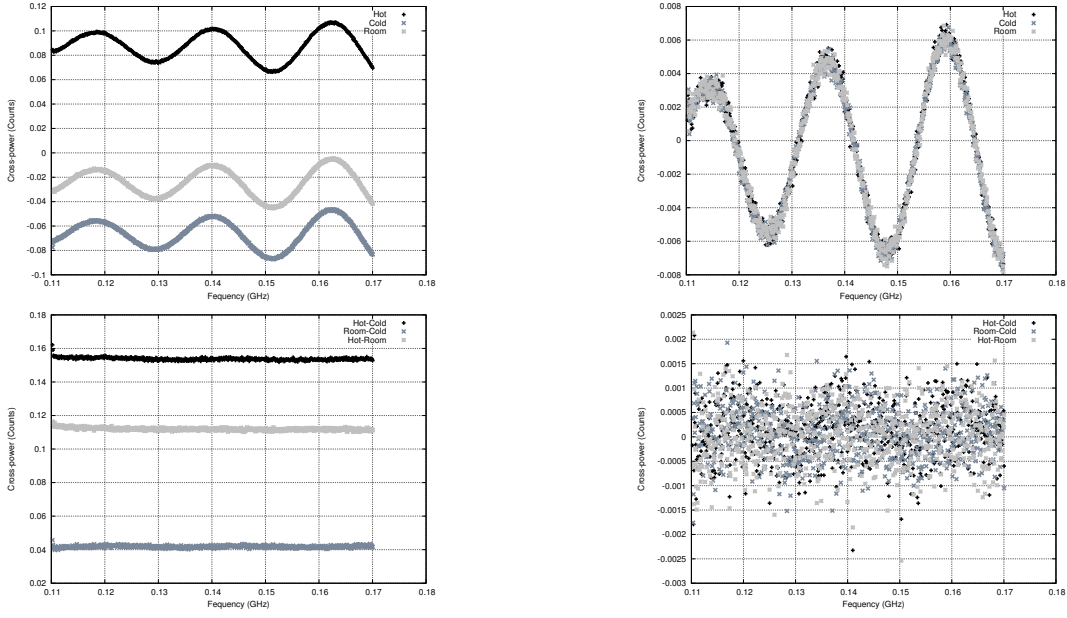 0.12
0.1
0.08
0.06
0.04
0.02
0
-0.02
-0.04
-0.06
-0.08
-0.1
Cross-power (Counts)
Hot
Cold
Room
0.11 0.12 0.13 0.14 0.15 0.16 0.17 0.18
Fequency (GHz)
0.008
0.006
0.004
0.002
0
-0.002
-0.004
-0.006
-0.008
Cross-power (Counts)
Hot
Cold
Room
0.11 0.12 0.13 0.14 0.15 0.16 0.17 0.18
Fequency (GHz)
0.18
0.16
0.14
0.12
0.1
0.08
0.06
0.04
0.02
Cross-power (Counts)
Hot-Cold
Room-Cold
Hot-Room
0.11 0.12 0.13 0.14 0.15 0.16 0.17 0.18
Fequency (GHz)
0.0025
0.002
0.0015
0.001
0.0005
0
-0.0005
-0.001
-0.0015
-0.002
-0.0025
-0.003
Cross-power (Counts)
Hot-Cold
Room-Cold
Hot-Room
0.11 0.12 0.13 0.14 0.15 0.16 0.17 0.18
Fequency (GHz)